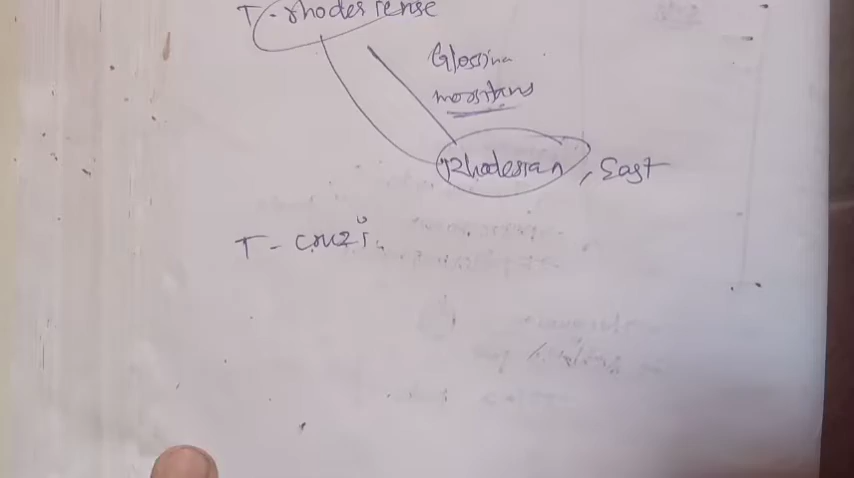 T-rhodesiense
Glossina
morsitans
Rhodesian, East
T-cruzi